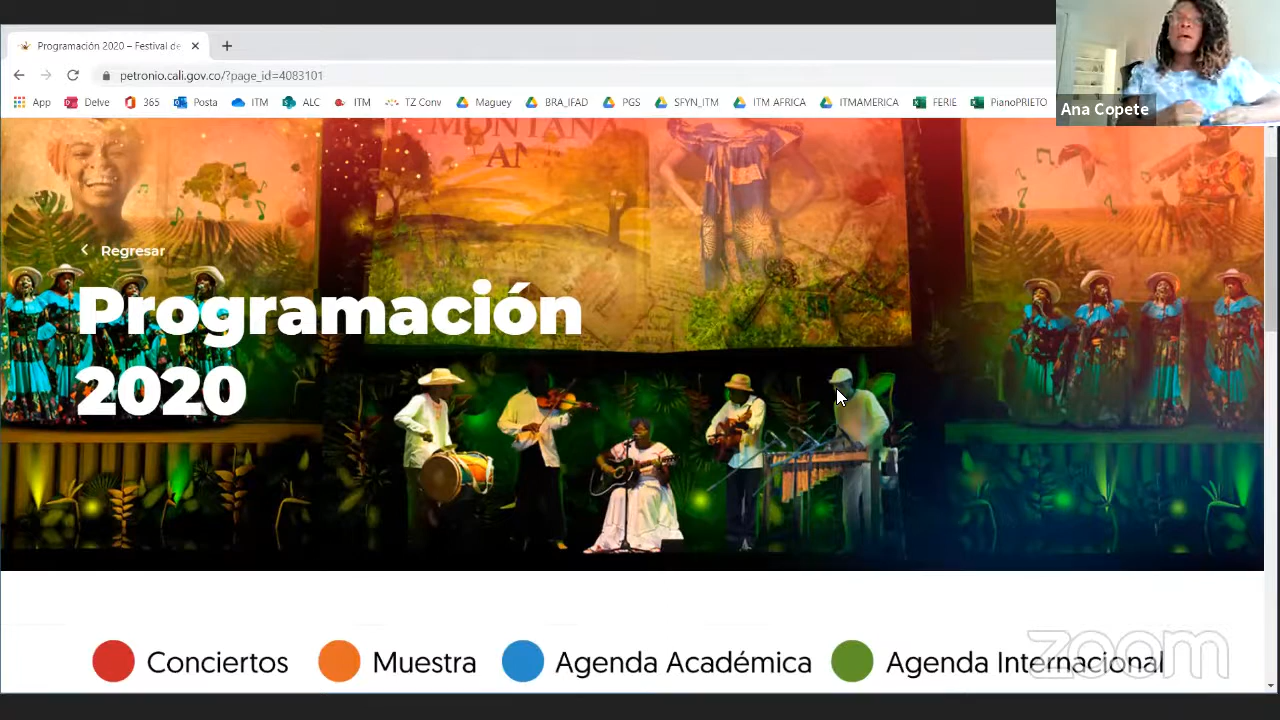 Programación 2020 – Festival de
petronio.cali.gov.co/?page_id=4083101
App Delve 365 Posta ITM ALC ITM TZ Conv Maguey BRA_IFAD PGS SFYN_ITM ITM AFRICA ITMAMERICA FERIE PianoPRIETO
Ana Copete
MONTAÑA
AN
Regresar
Programación
2020
Conciertos Muestra Agenda Académica Agenda Internacional
zoom